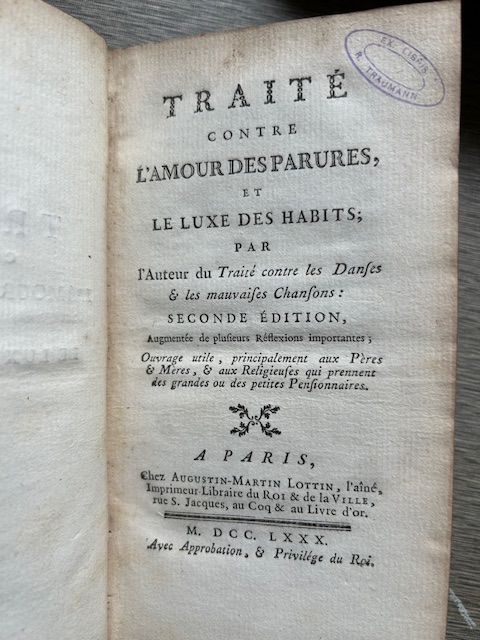 EX. LIBRIS
R. TRAUMANN
TRAITÉ
CONTRE
L'AMOUR DES PARURES,
ET
LE LUXE DES HABITS;
PAR
l'Auteur du Traité contre les Danſes
& les mauvaiſes Chanſons:
SECONDE ÉDITION,
Augmentée de pluſieurs Réflexions importantes;
Ouvrage utile, principalement aux Pères
& Mères, & aux Religieuſes qui prennent
des grandes ou des petites Penſionnaires.
A PARIS,
Chez AUGUSTIN-MARTIN LOTTIN, l'aîné,
Imprimeur-Libraire du ROI & de la VILLE,
rue S. Jacques, au Coq & au Livre d'or.
M. DCC. LXXX.
Avec Approbation, & Privilége du Roi.